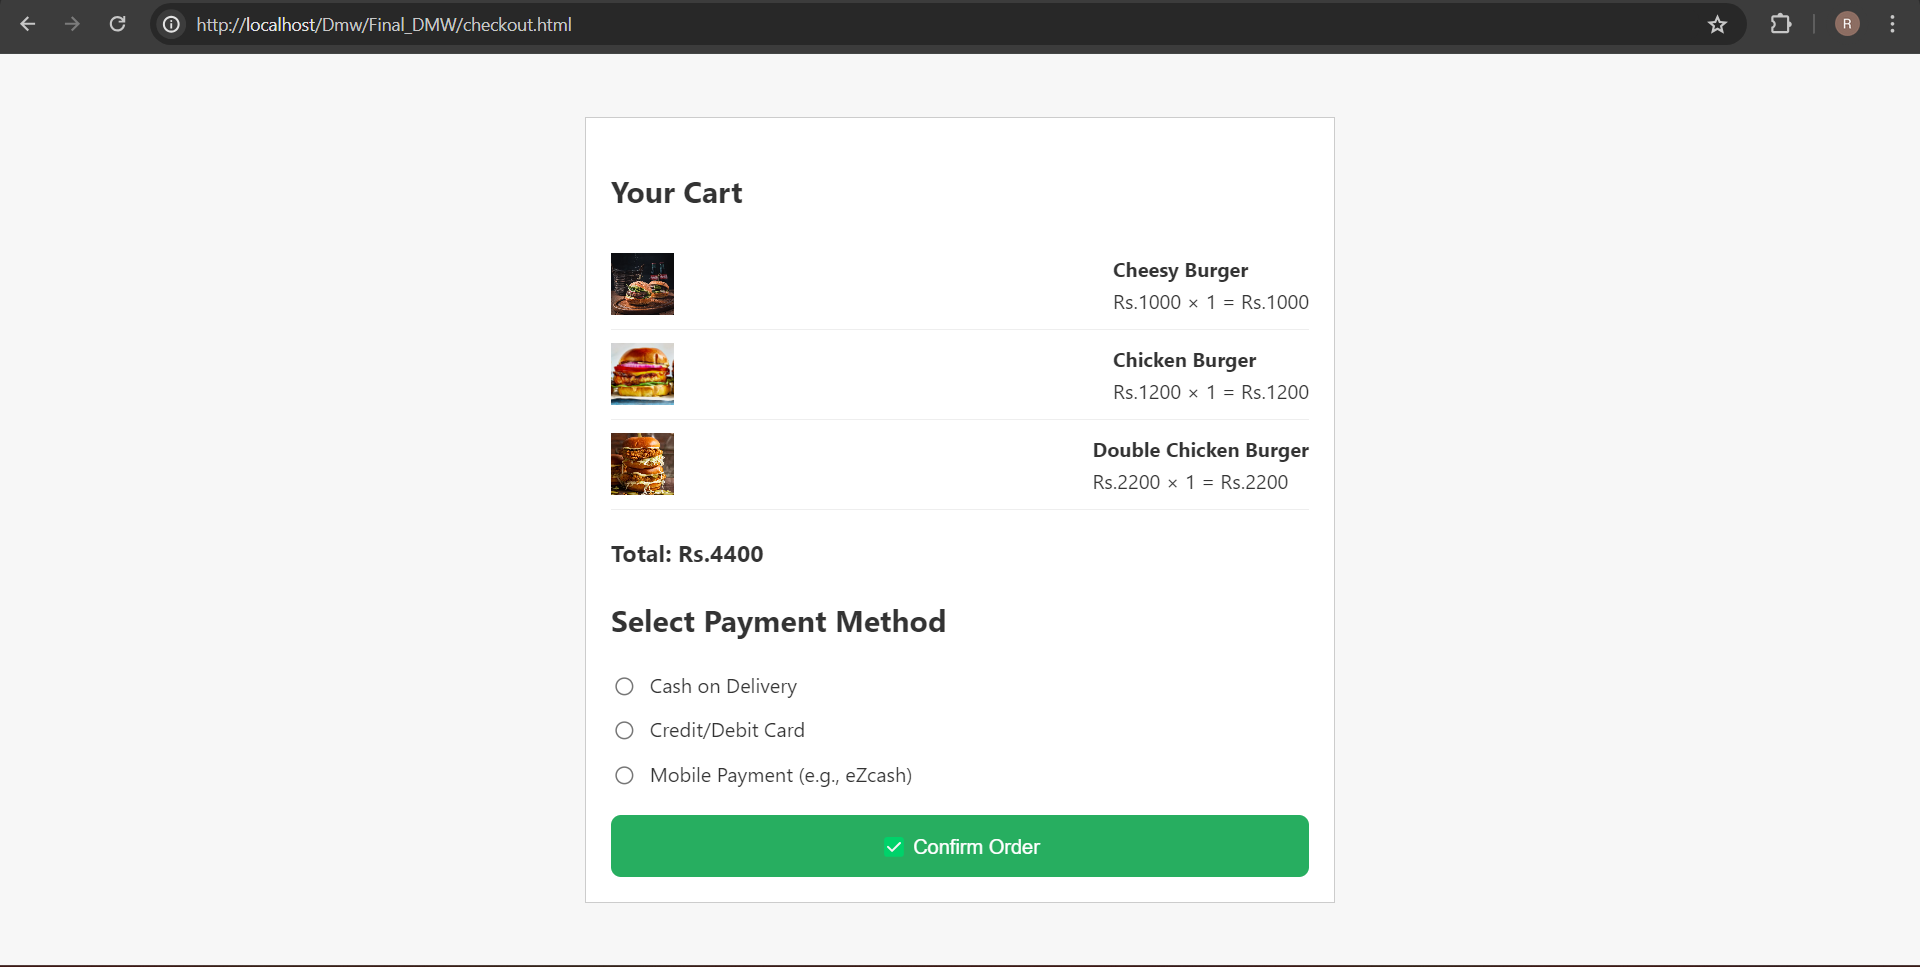 http://localhost/Dmw/Final_DMW/checkout.html
R
Your Cart
Cheesy Burger
Rs.1000 × 1 = Rs.1000
Chicken Burger
Rs.1200 × 1 = Rs.1200
Double Chicken Burger
Rs.2200 × 1 = Rs.2200
Total: Rs.4400
Select Payment Method
Cash on Delivery
Credit/Debit Card
Mobile Payment (e.g., eZcash)
✅ Confirm Order